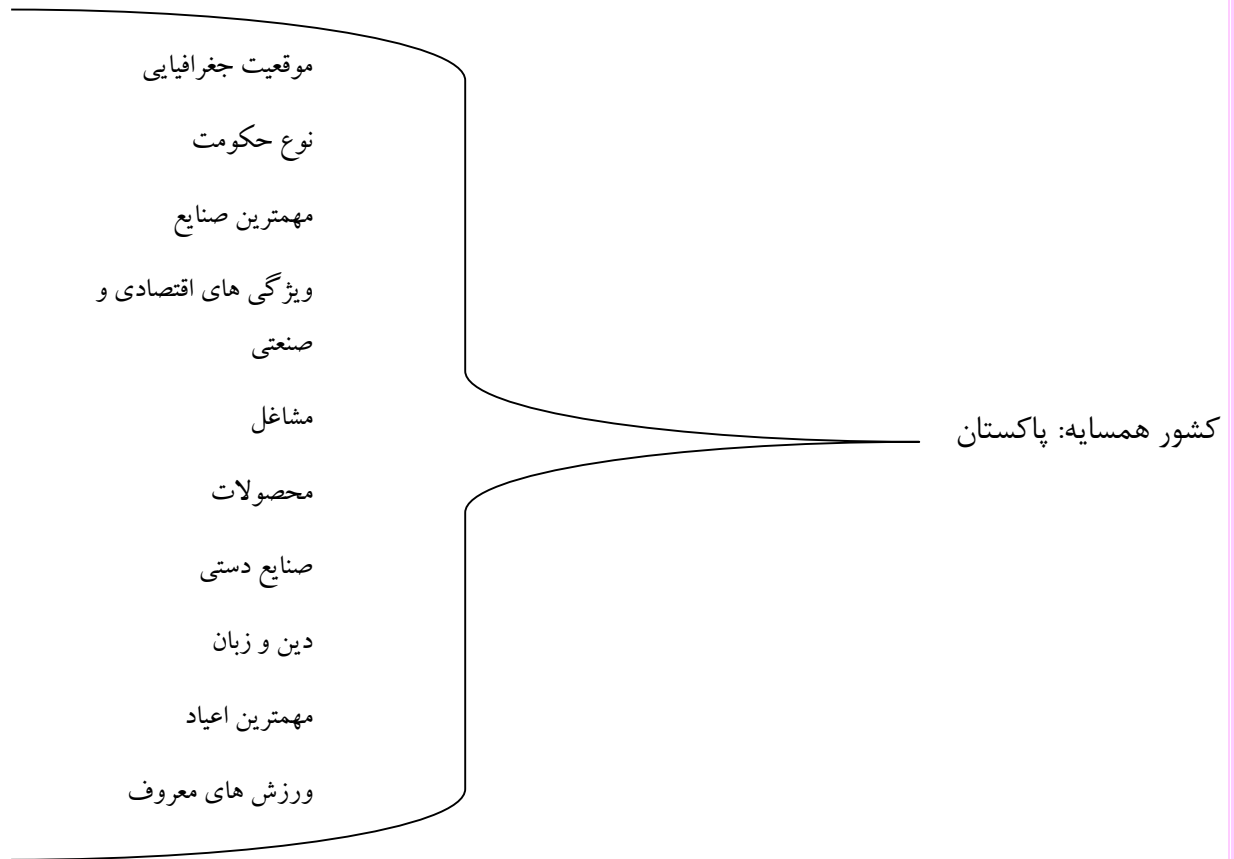 کشور همسایه: پاکستان
موقعیت جغرافیایی
نوع حکومت
مهمترین صنایع
ویژگی های اقتصادی و
صنعتی
مشاغل
محصولات
صنایع دستی
دین و زبان
مهمترین اعیاد
ورزش های معروف